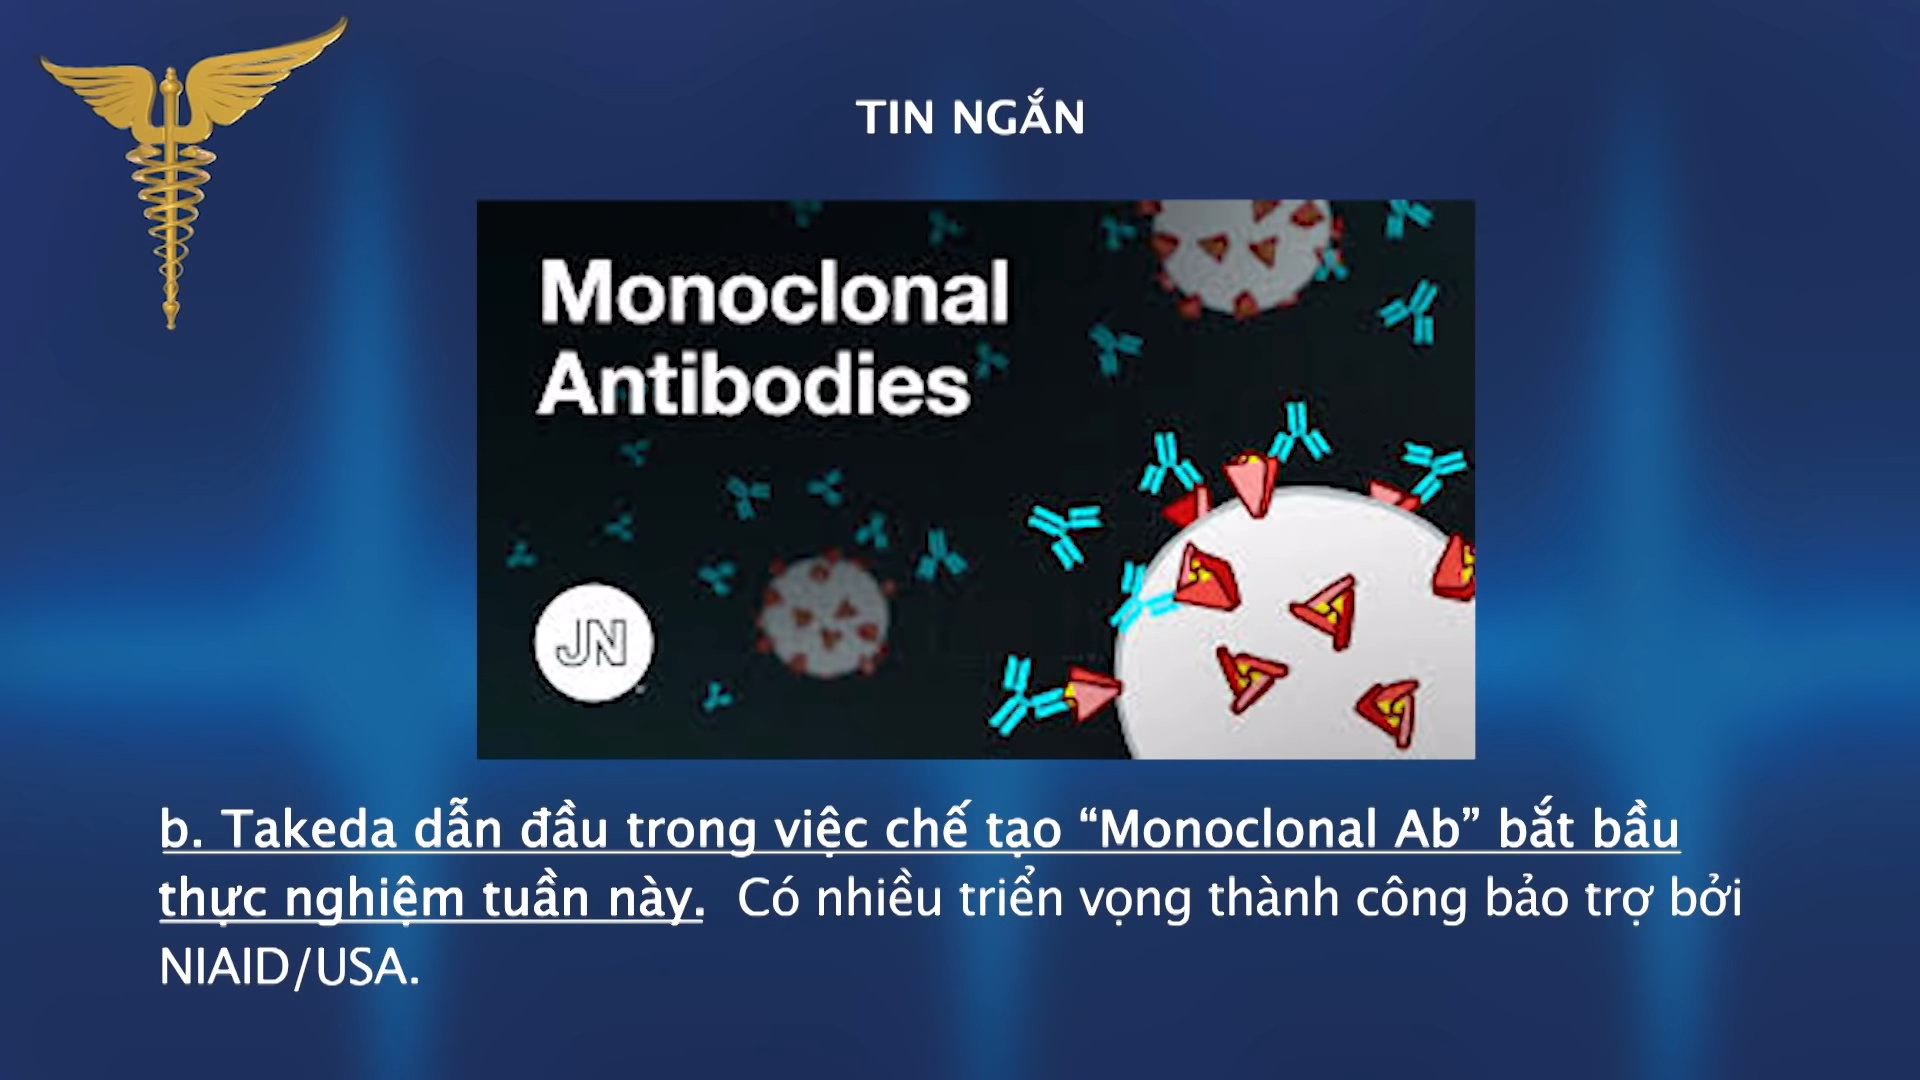 TIN NGẮN
Monoclonal
Antibodies
JN
b. Takeda dẫn đầu trong việc chế tạo “Monoclonal Ab” bắt bầu
thực nghiệm tuần này. Có nhiều triển vọng thành công bảo trợ bởi
NIAID/USA.